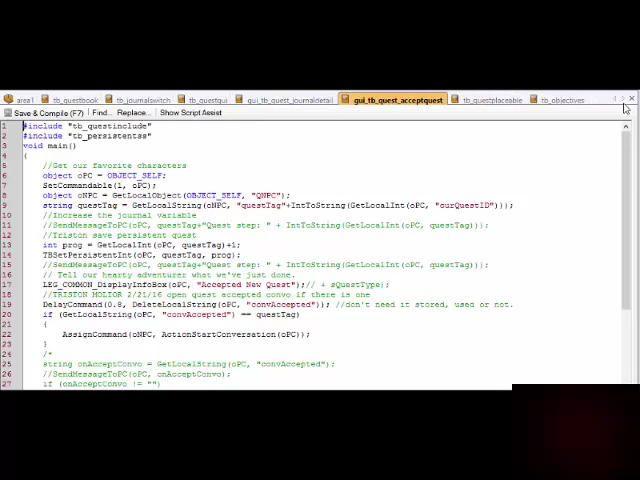 area1 tb_questbook tb_journalswitch tb_questgui gui_tb_quest_journaldetail gui_tb_quest_acceptquest tb_questplaceable tb_objectives
Save & Compile (F7) Find... Replace... Show Script Assist
1 #include "tb_questinclude"
2 #include "tb_persistentss"
3 void main()
4 {
5 //Get our favorite characters
6 object oPC = OBJECT_SELF;
7 SetCommandable(1, oPC);
8 object oNPC = GetLocalObject(OBJECT_SELF, "QNPC");
9 string questTag = GetLocalString(oNPC, "questTag"+IntToString(GetLocalInt(oPC, "curQuestID")));
10 //Increase the journal variable
11 //SendMessageToPC(oPC, questTag+"Quest step: " + IntToString(GetLocalInt(oPC, questTag)));
12 //Triston save persistent quest
13 int prog = GetLocalInt(oPC, questTag)+1;
14 TBSetPersistentInt(oPC, questTag, prog);
15 //SendMessageToPC(oPC, questTag+"Quest step: " + IntToString(GetLocalInt(oPC, questTag)));
16 // Tell our hearty adventurer what we've just done.
17 LEG_COMMON_DisplayInfoBox(oPC, "Accepted New Quest");// + sQuestType);
18 //TRISTON MOLIOR 2/21/16 open quest accepted convo if there is one
19 DelayCommand(0.8, DeleteLocalString(oPC, "convAccepted")); //don't need it stored, used or not.
20 if (GetLocalString(oPC, "convAccepted") == questTag)
21 {
22 AssignCommand(oNPC, ActionStartConversation(oPC));
23 }
24 /*
25 string onAcceptConvo = GetLocalString(oPC, "convAccepted");
26 //SendMessageToPC(oPC, onAcceptConvo);
27 if (onAcceptConvo != "")